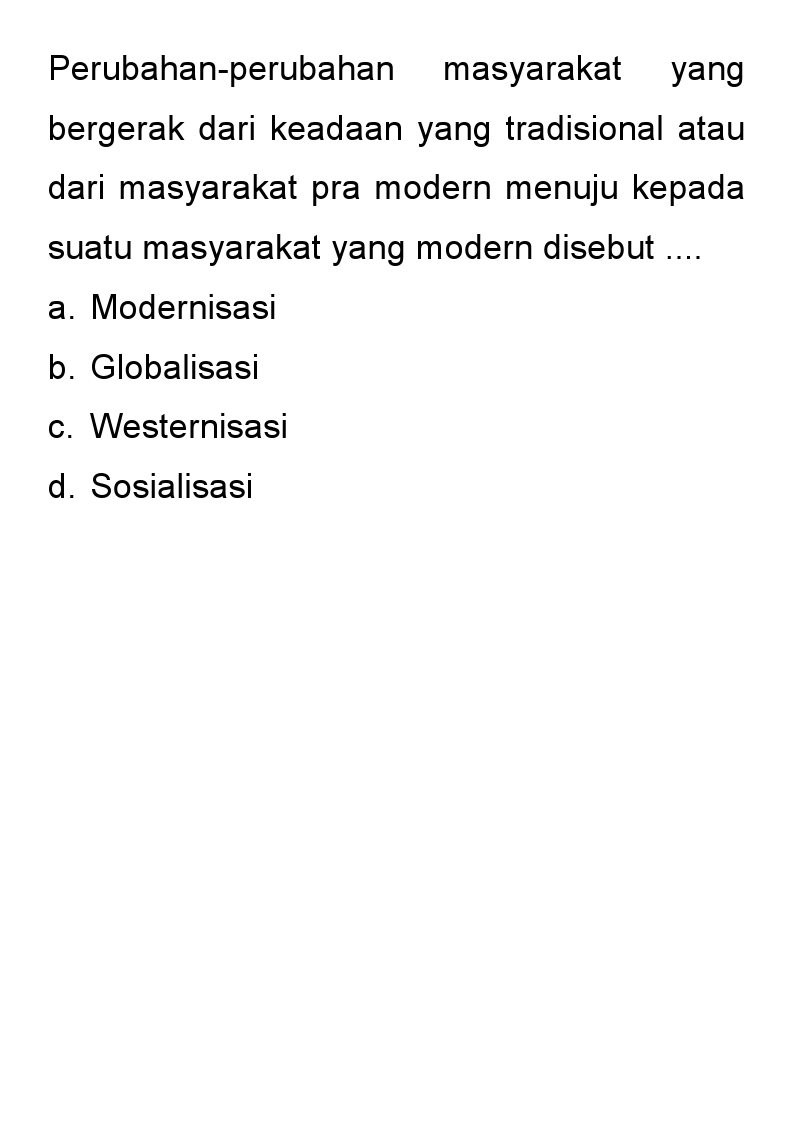 Perubahan-perubahan masyarakat yang
bergerak dari keadaan yang tradisional atau
dari masyarakat pra modern menuju kepada
suatu masyarakat yang modern disebut ....
a. Modernisasi
b. Globalisasi
c. Westernisasi
d. Sosialisasi